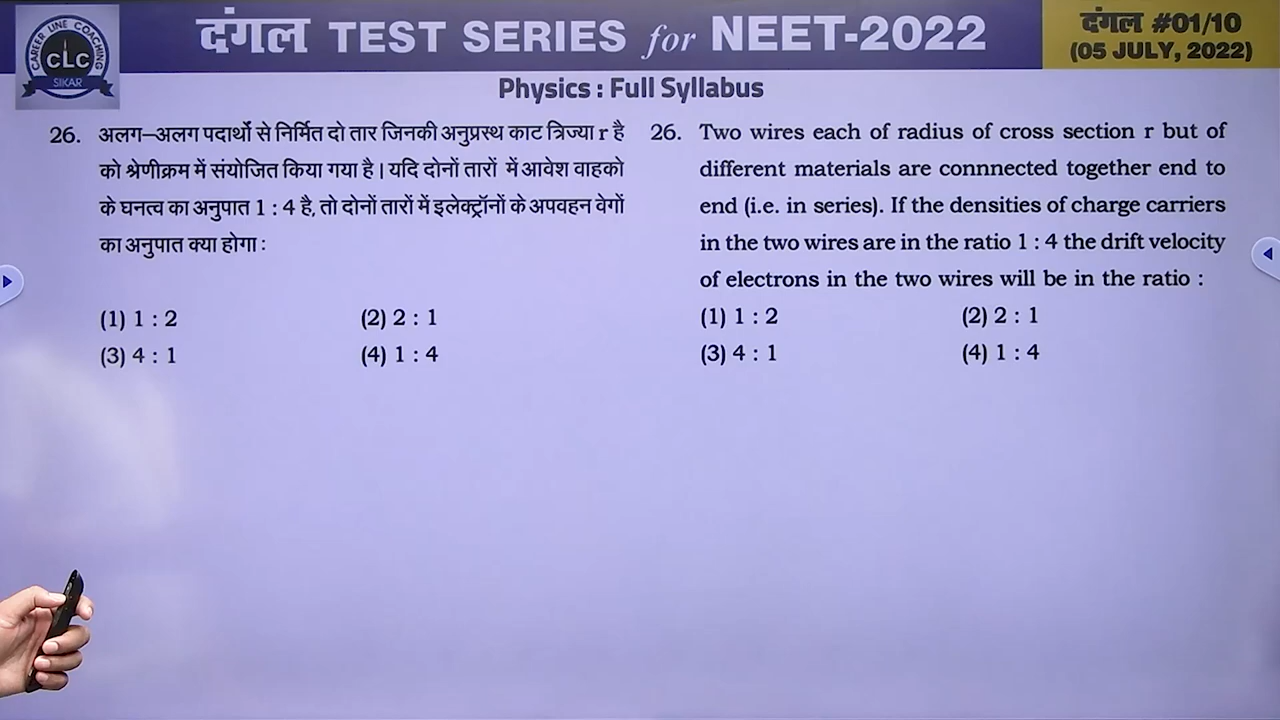 CAREER LINE COACHING
CLC
SIKAR
दंगल TEST SERIES for NEET-2022
दंगल #01/10
(05 JULY, 2022)
Physics : Full Syllabus
26. अलग–अलग पदार्थो से निर्मित दो तार जिनकी अनुप्रस्थ काट त्रिज्या r है
को श्रेणीक्रम में संयोजित किया गया है। यदि दोनों तारों में आवेश वाहको
के घनत्व का अनुपात 1 : 4 है, तो दोनों तारों में इलेक्ट्रॉनों के अपवहन वेगों
का अनुपात क्या होगा :
(1) 1 : 2 (2) 2 : 1
(3) 4 : 1 (4) 1 : 4
26. Two wires each of radius of cross section r but of
different materials are connnected together end to
end (i.e. in series). If the densities of charge carriers
in the two wires are in the ratio 1 : 4 the drift velocity
of electrons in the two wires will be in the ratio :
(1) 1 : 2 (2) 2 : 1
(3) 4 : 1 (4) 1 : 4